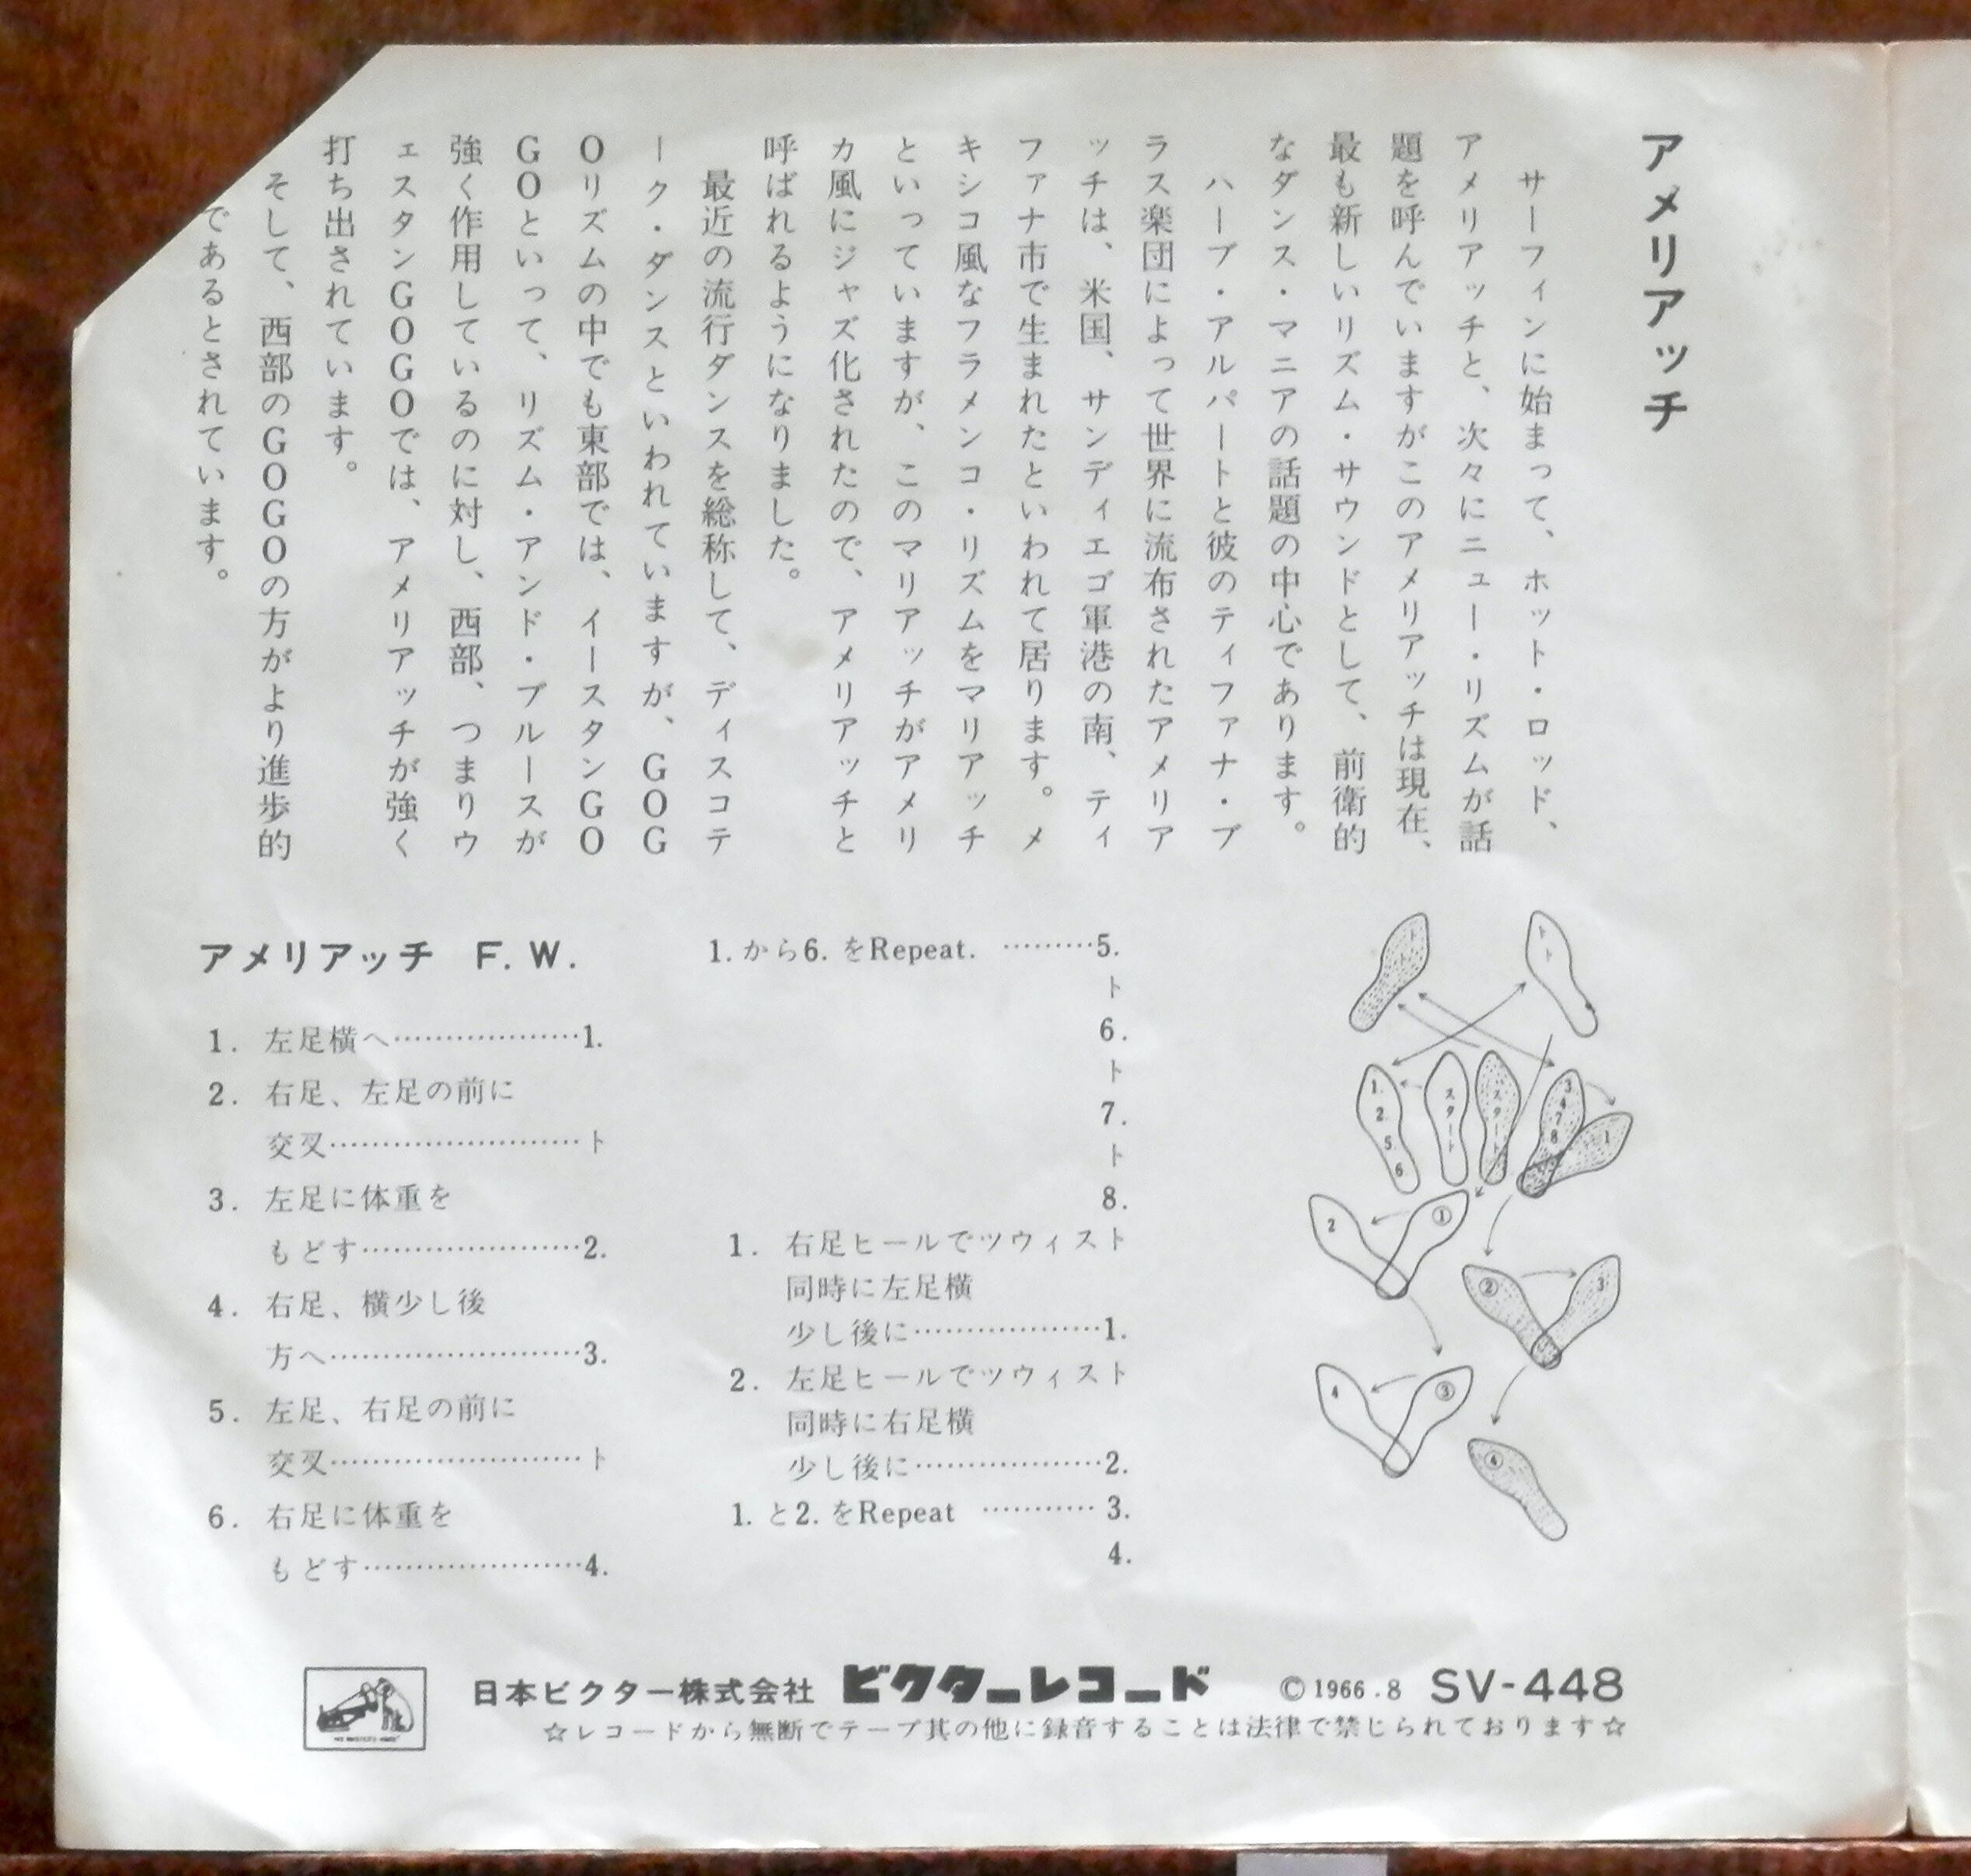 アメリアッチ
サーフィンに始まって、ホット・ロッド、
アメリアッチと、次々にニュー・リズムが話
題を呼んでいますがこのアメリアッチは現在、
最も新しいリズム・サウンドとして、前衛的
なダンス・マニアの話題の中心であります。
ハーブ・アルパートと彼のティファナ・ブ
ラス楽団によって世界に流布されたアメリア
ッチは、米国、サンディエゴ軍港の南、ティ
ファナ市で生まれたといわれて居ります。メ
キシコ風なフラメンコ・リズムをマリアッチ
といっていますが、このマリアッチがアメリ
カ風にジャズ化されたので、アメリアッチと
呼ばれるようになりました。
最近の流行ダンスを総称して、ディスコテ
ーク・ダンスといわれていますが、GOG
Oリズムの中でも東部では、イースタンGO
GOといって、リズム・アンド・ブルースが
強く作用しているのに対し、西部、つまりウ
ェスタンGOGOでは、アメリアッチが強く
打ち出されています。
そして、西部のGOGOの方がより進歩的
であるとされています。
アメリアッチ F.W.
1. 左足横へ………………1.
2. 右足、左足の前に
交叉……………………ト
3. 左足に体重を
もどす…………………2.
4. 右足、横少し後
方へ……………………3.
5. 左足、右足の前に
交叉……………………ト
6. 右足に体重を
もどす…………………4.
1.から6.をRepeat. ………5.
ト
6.
ト
7.
ト
8.
1. 右足ヒールでツウィスト
同時に左足横
少し後に………………1.
2. 左足ヒールでツウィスト
同時に右足横
少し後に………………2.
1.と2.をRepeat …………3.
4.
ト
ト
ト
ト
1.
2.
5
6
スタート
スタート
3
4
7
8
1
2
①
②
3
4
③
④
日本ビクター株式会社 ビクターレコード ©1966.8 SV-448
☆レコードから無断でテープ其の他に録音することは法律で禁じられております☆